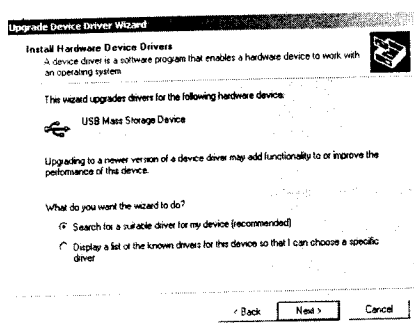 Upgrade Device Driver Wizard
Install Hardware Device Drivers
A device driver is a software program that enables a hardware device to work with
an operating system.
This wizard upgrades drivers for the following hardware device:
USB Mass Storage Device
Upgrading to a newer version of a device driver may add functionality to or improve the
performance of this device.
What do you want the wizard to do?
Search for a suitable driver for my device (recommended)
Display a list of the known drivers for this device so that I can choose a specific
driver
< Back
Next >
Cancel